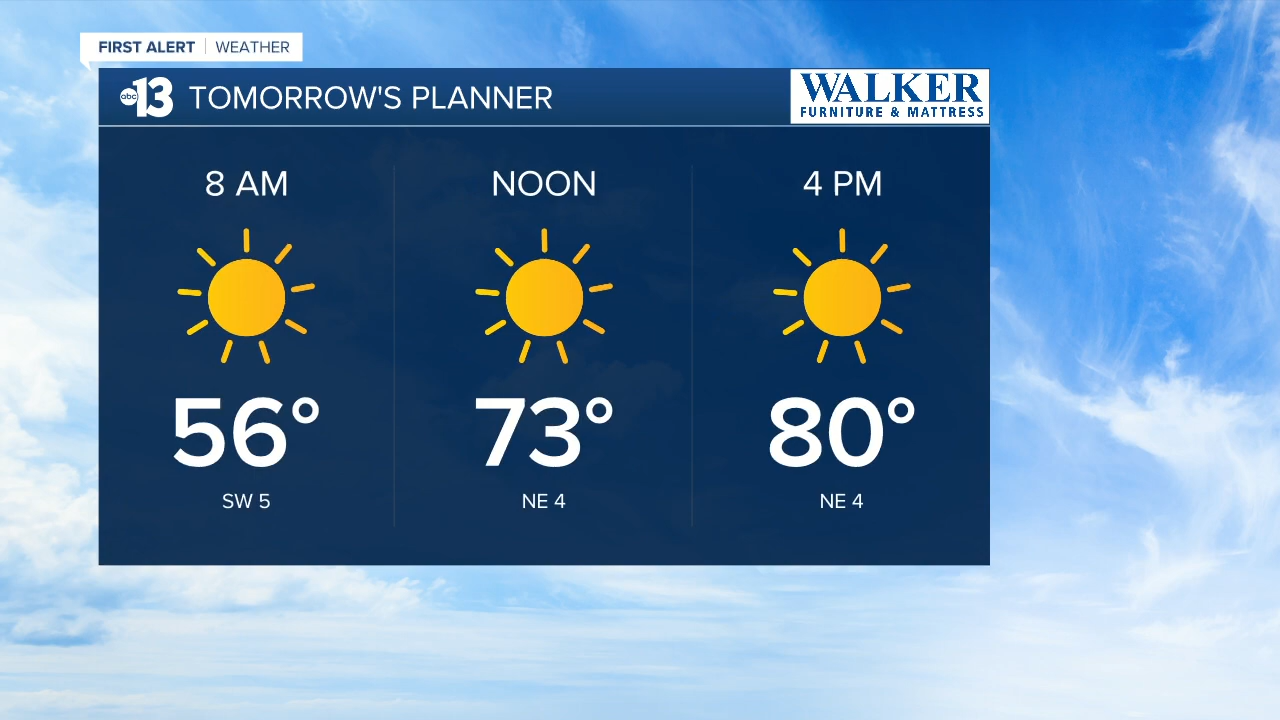 FIRST ALERT | WEATHER
abc 13 TOMORROW'S PLANNER
WALKER
FURNITURE & MATTRESS
8 AM NOON 4 PM
56° 73° 80°
SW 5 NE 4 NE 4